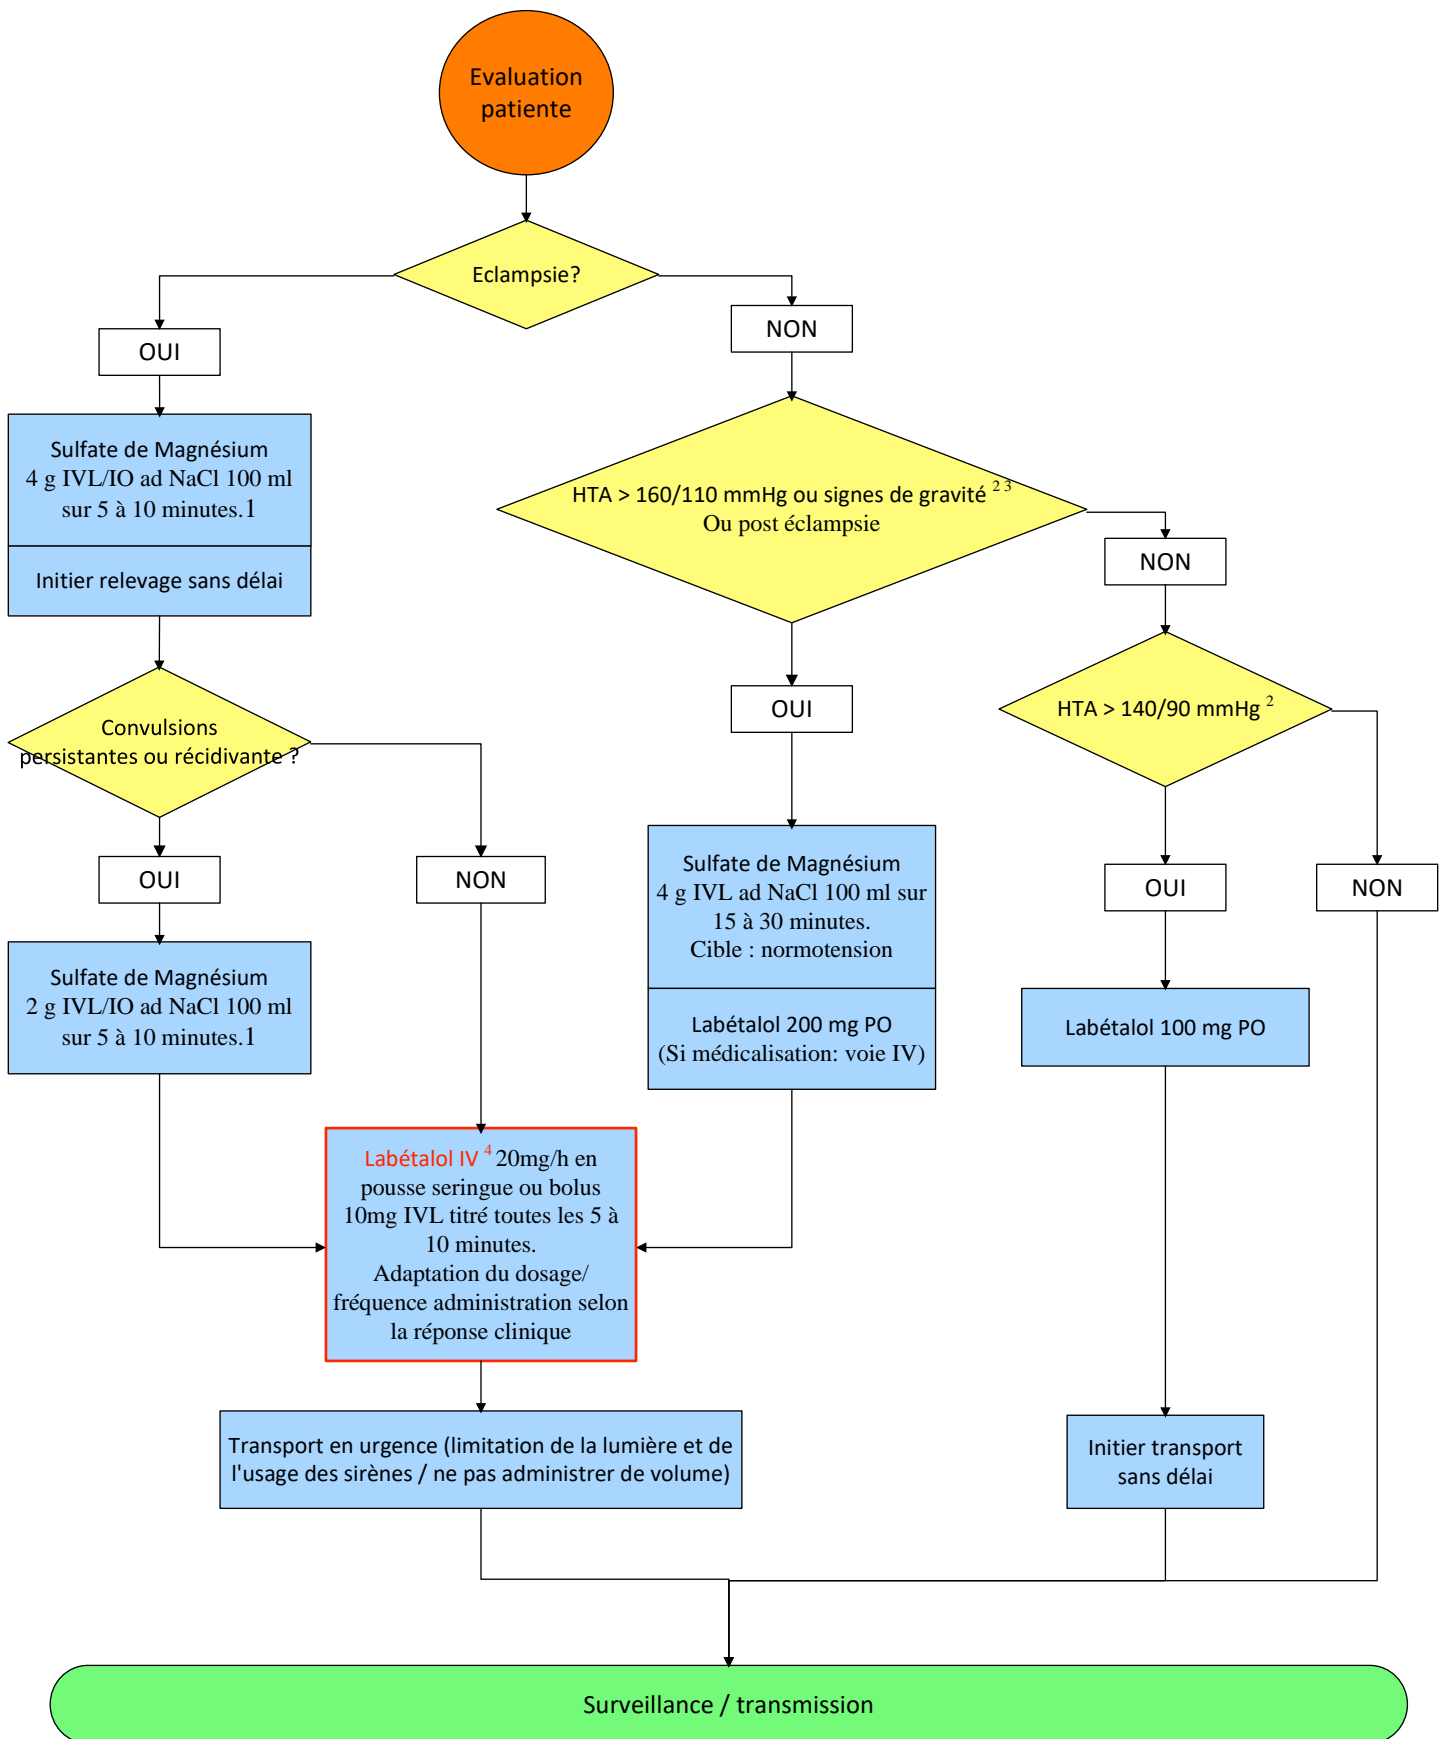 Evaluation
patiente
Eclampsie?
OUI
NON
Sulfate de Magnésium
4 g IVL/IO ad NaCl 100 ml
sur 5 à 10 minutes.1
Initier relevage sans délai
HTA > 160/110 mmHg ou signes de gravité 2 3
Ou post éclampsie
NON
Convulsions
persistantes ou récidivante ?
OUI
HTA > 140/90 mmHg 2
OUI
NON
Sulfate de Magnésium
4 g IVL ad NaCl 100 ml sur
15 à 30 minutes.
Cible : normotension
Labétalol 200 mg PO
(Si médicalisation: voie IV)
OUI
NON
Sulfate de Magnésium
2 g IVL/IO ad NaCl 100 ml
sur 5 à 10 minutes.1
Labétalol 100 mg PO
Labétalol IV 4 20mg/h en
pousse seringue ou bolus
10mg IVL titré toutes les 5 à
10 minutes.
Adaptation du dosage/
fréquence administration selon
la réponse clinique
Transport en urgence (limitation de la lumière et de
l'usage des sirènes / ne pas administrer de volume)
Initier transport
sans délai
Surveillance / transmission